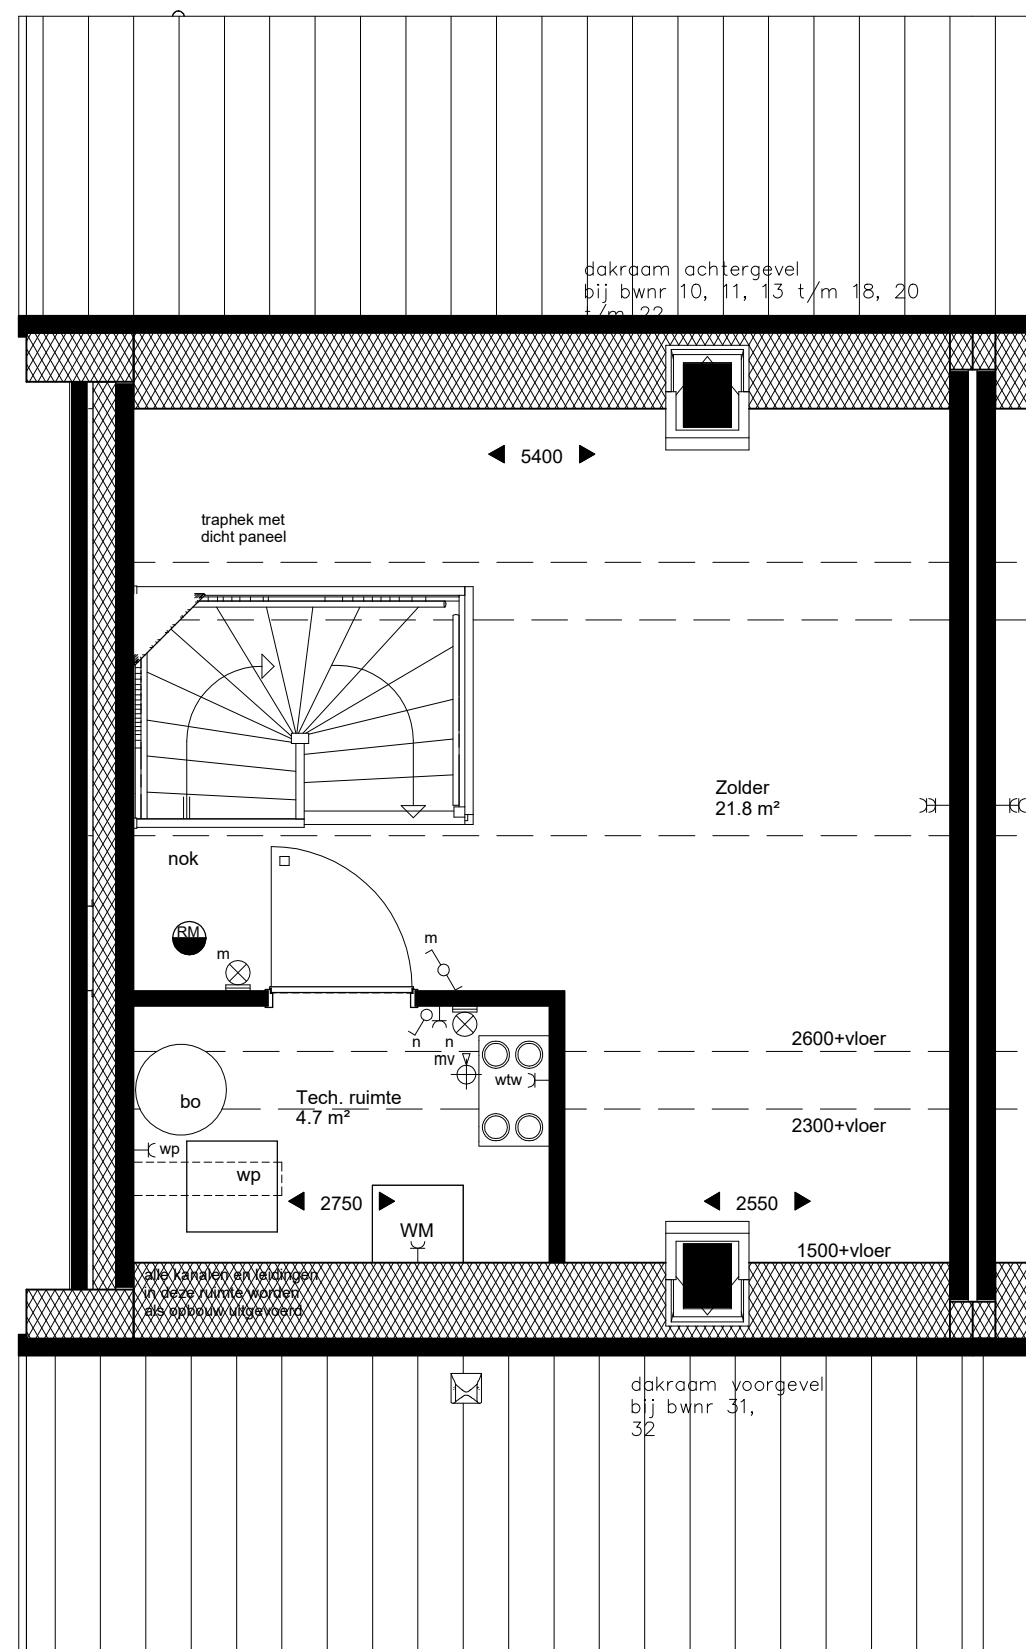 dakraam achtergevel
bij bwnr 10, 11, 13 t/m 18, 20
t/m 22
5400
traphek met
dicht paneel
Zolder
21.8 m²
nok
RM
m
m
n
n
mv
wtw
2600+vloer
Tech. ruimte
4.7 m²
bo
2300+vloer
wp
wp
2750
2550
WM
1500+vloer
alle kanalen en leidingen
in deze ruimte worden
als opbouw uitgevoerd
dakraam voorgevel
bij bwnr 31,
32